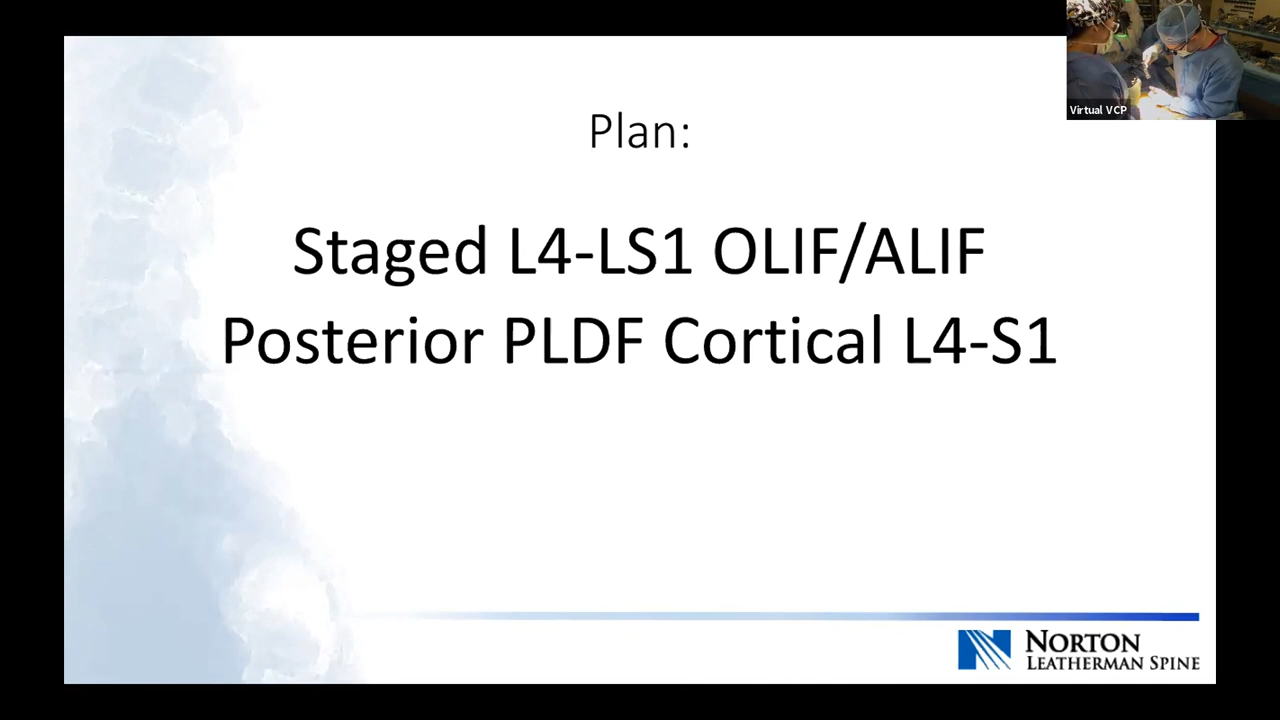 Virtual VCP
Plan:
Staged L4-LS1 OLIF/ALIF
Posterior PLDF Cortical L4-S1
NORTON
LEATHERMAN SPINE